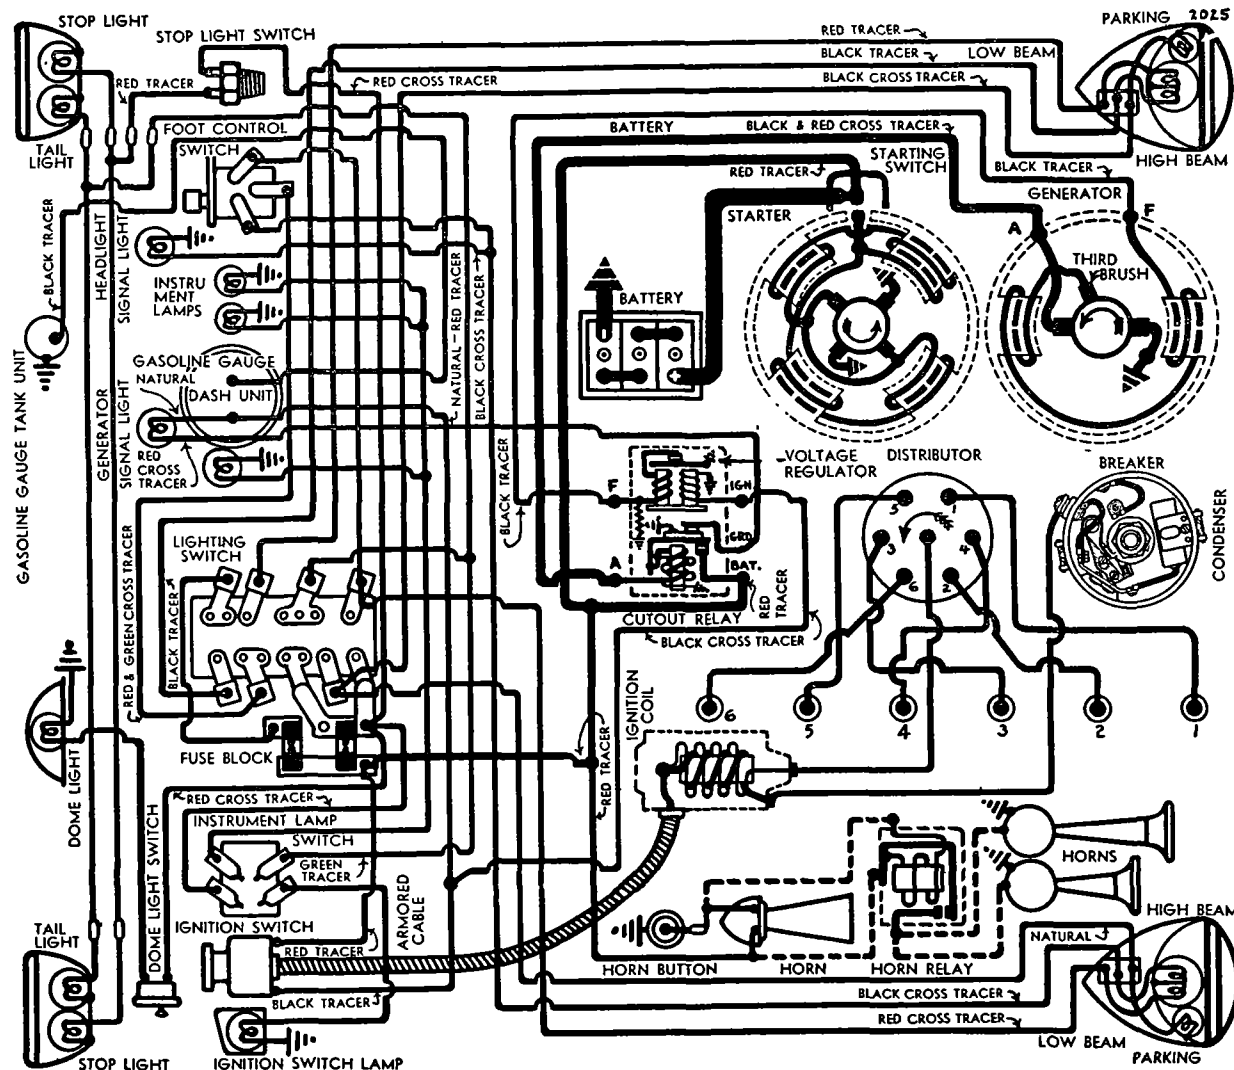 STOP LIGHT
STOP LIGHT SWITCH
RED TRACER
PARKING
2025
BLACK TRACER
LOW BEAM
RED CROSS TRACER
BLACK CROSS TRACER
RED TRACER
FOOT CONTROL
SWITCH
BATTERY
BLACK & RED CROSS TRACER
TAIL
LIGHT
STARTING
SWITCH
HIGH BEAM
RED TRACER
BLACK TRACER
GENERATOR
STARTER
F
A
BLACK TRACER
HEADLIGHT
SIGNAL LIGHT
INSTRU
MENT
LAMPS
NATURAL-RED TRACER
BLACK CROSS TRACER
THIRD
BRUSH
BATTERY
GASOLINE GAUGE TANK UNIT
GASOLINE GAUGE
NATURAL
DASH UNIT
GENERATOR
SIGNAL LIGHT
RED
CROSS
TRACER
VOLTAGE
REGULATOR
DISTRIBUTOR
BREAKER
BLACK TRACER
F
IGN
5
1
CONDENSER
GRD
3
4
LIGHTING
SWITCH
A
BAT.
6
2
RED & GREEN CROSS TRACER
BLACK TRACER
RED
TRACER
CUTOUT RELAY
BLACK CROSS TRACER
IGNITION
COIL
6
5
4
3
2
1
FUSE BLOCK
RED TRACER
DOME LIGHT
RED CROSS TRACER
INSTRUMENT LAMP
SWITCH
GREEN
TRACER
HORNS
DOME LIGHT SWITCH
ARMORED
CABLE
TAIL
LIGHT
IGNITION SWITCH
RED TRACER
HIGH BEAM
NATURAL
HORN BUTTON
HORN
HORN RELAY
BLACK TRACER
BLACK CROSS TRACER
RED CROSS TRACER
LOW BEAM
STOP LIGHT
IGNITION SWITCH LAMP
PARKING